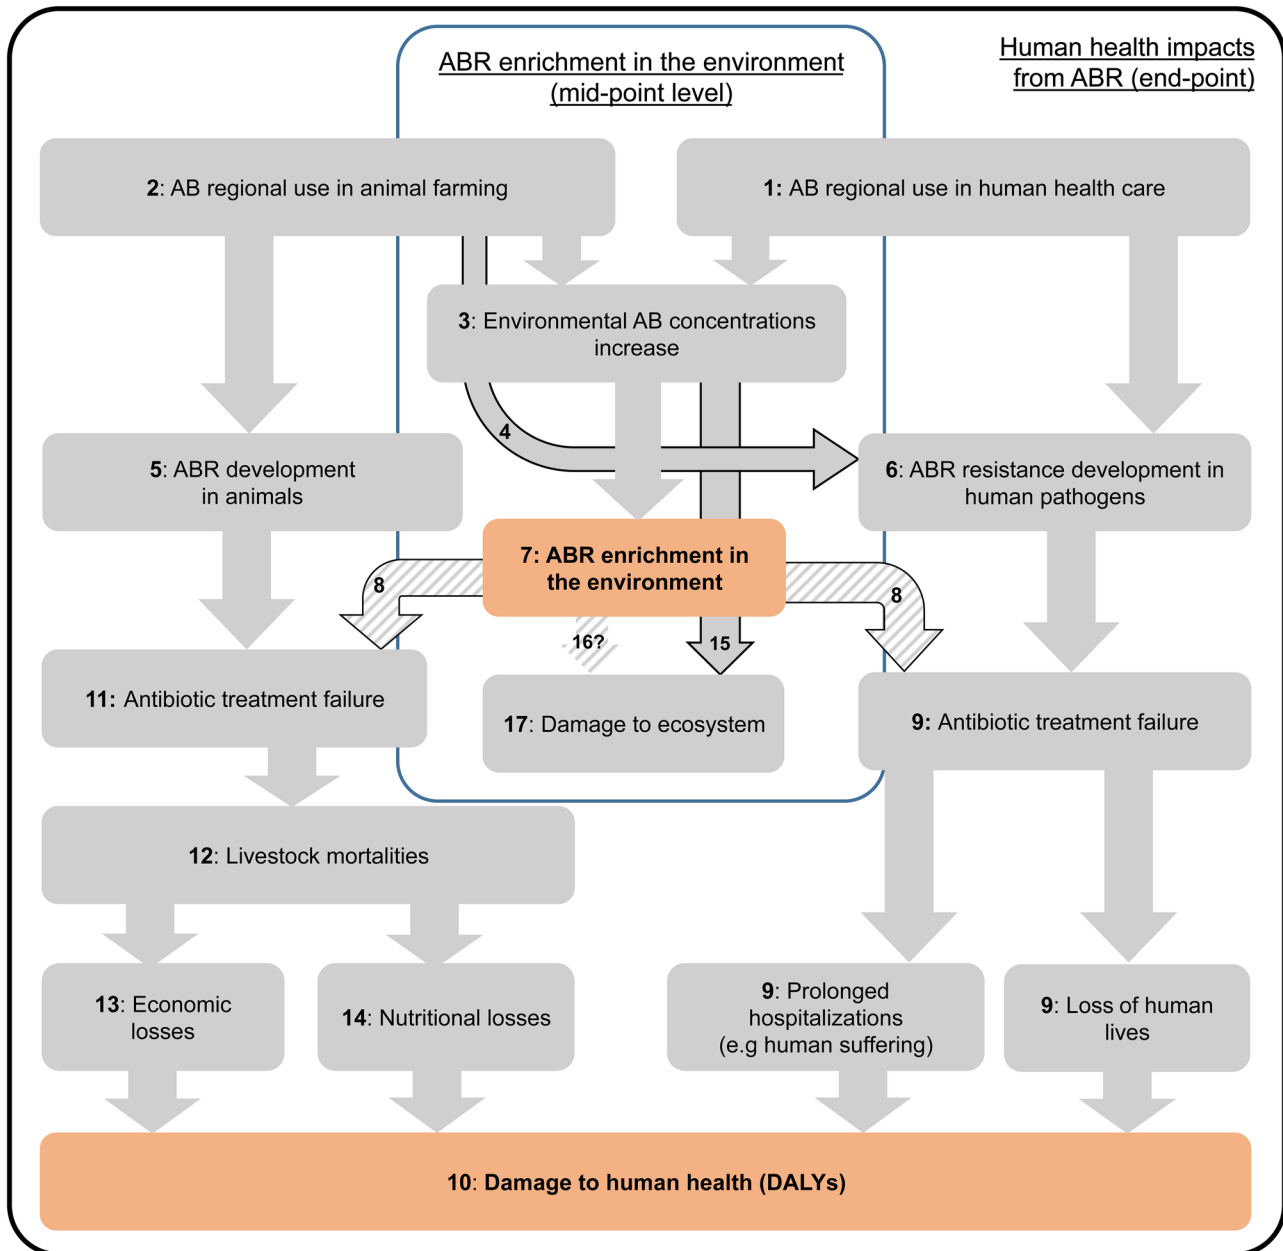 ABR enrichment in the environment
(mid-point level)
Human health impacts
from ABR (end-point)
2: AB regional use in animal farming
1: AB regional use in human health care
3: Environmental AB concentrations
increase
4
5: ABR development
in animals
6: ABR resistance development in
human pathogens
7: ABR enrichment in
the environment
8
8
16?
15
11: Antibiotic treatment failure
17: Damage to ecosystem
9: Antibiotic treatment failure
12: Livestock mortalities
13: Economic
losses
14: Nutritional losses
9: Prolonged
hospitalizations
(e.g human suffering)
9: Loss of human
lives
10: Damage to human health (DALYs)